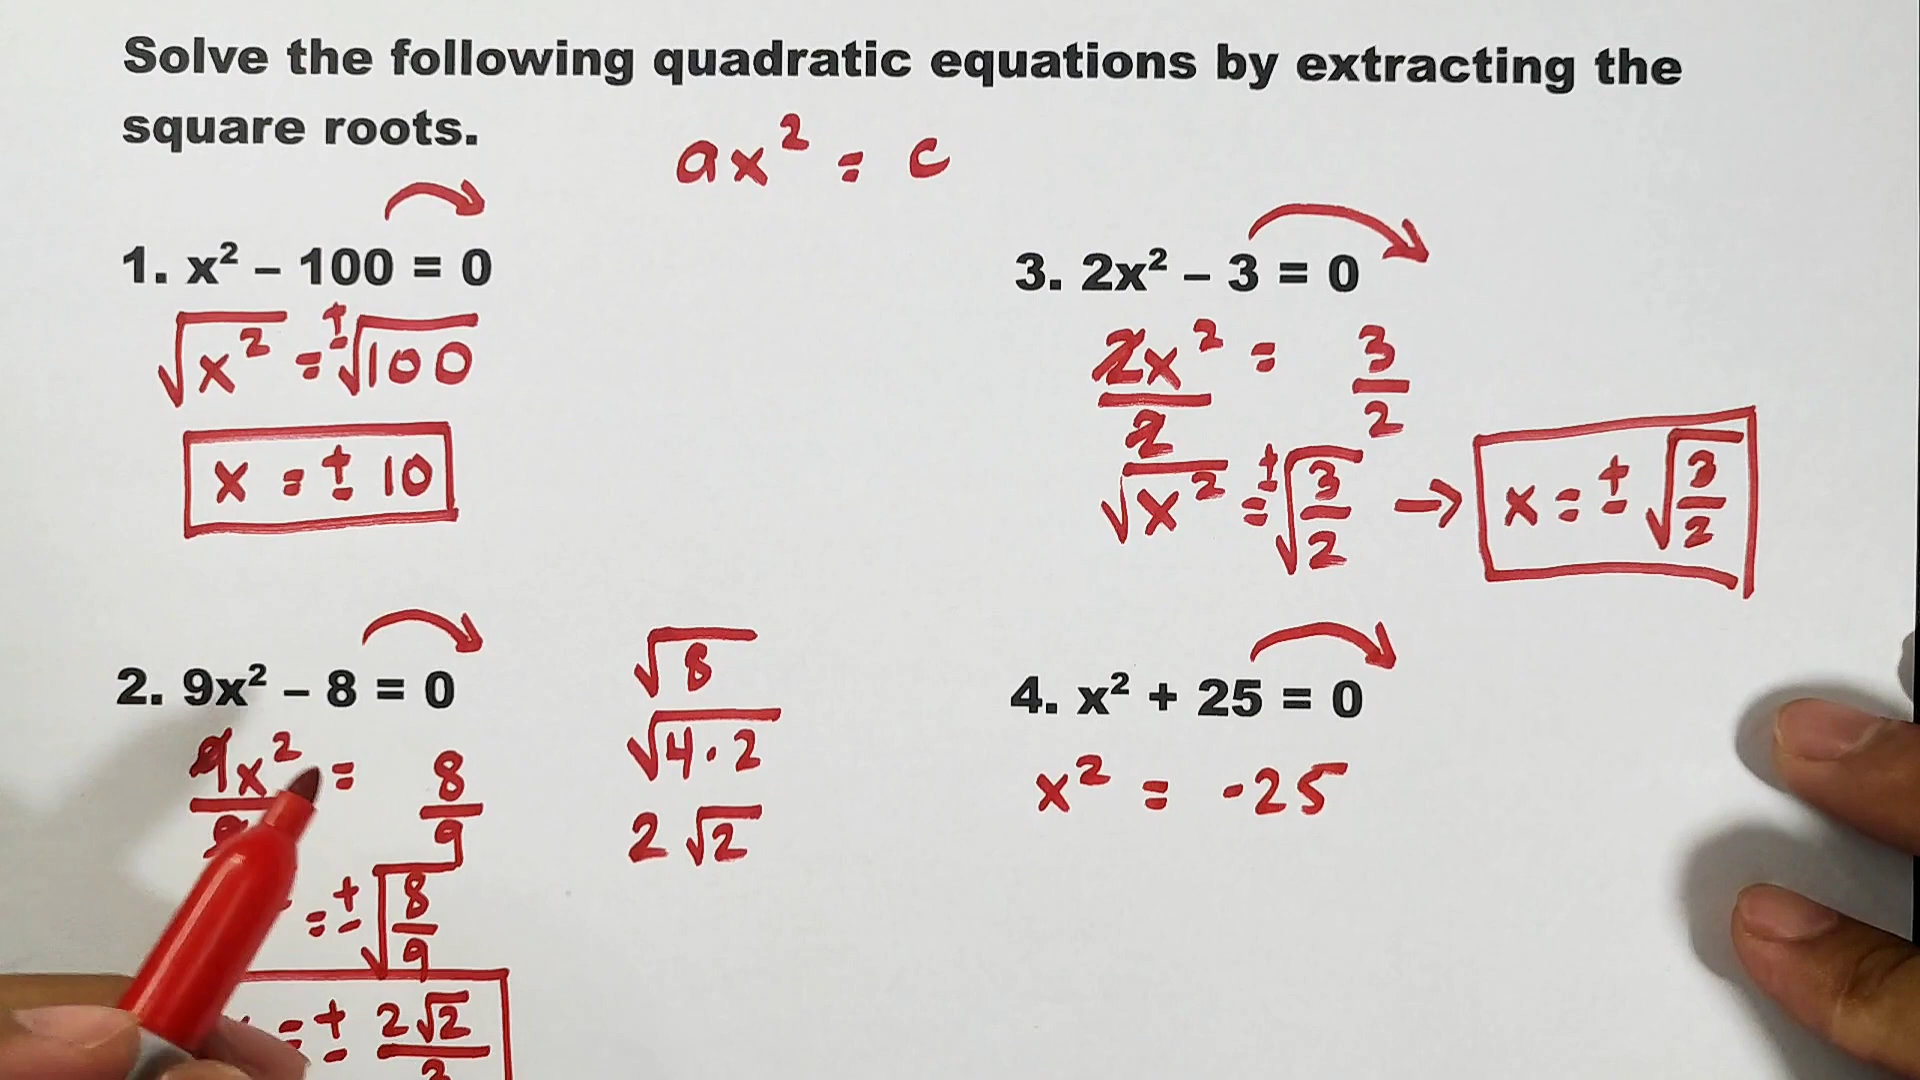 Solve the following quadratic equations by extracting the
square roots.
ax² = c
1. x² – 100 = 0
√x² = ±√100
x = ± 10
2. 9x² – 8 = 0
9x²/9 = 8/9
= ±√(8/9)
= ± 2√2/3
√8
√4·2
2√2
3. 2x² – 3 = 0
2x²/2 = 3/2
√x² = ±√(3/2) → x = ± √(3/2)
4. x² + 25 = 0
x² = -25